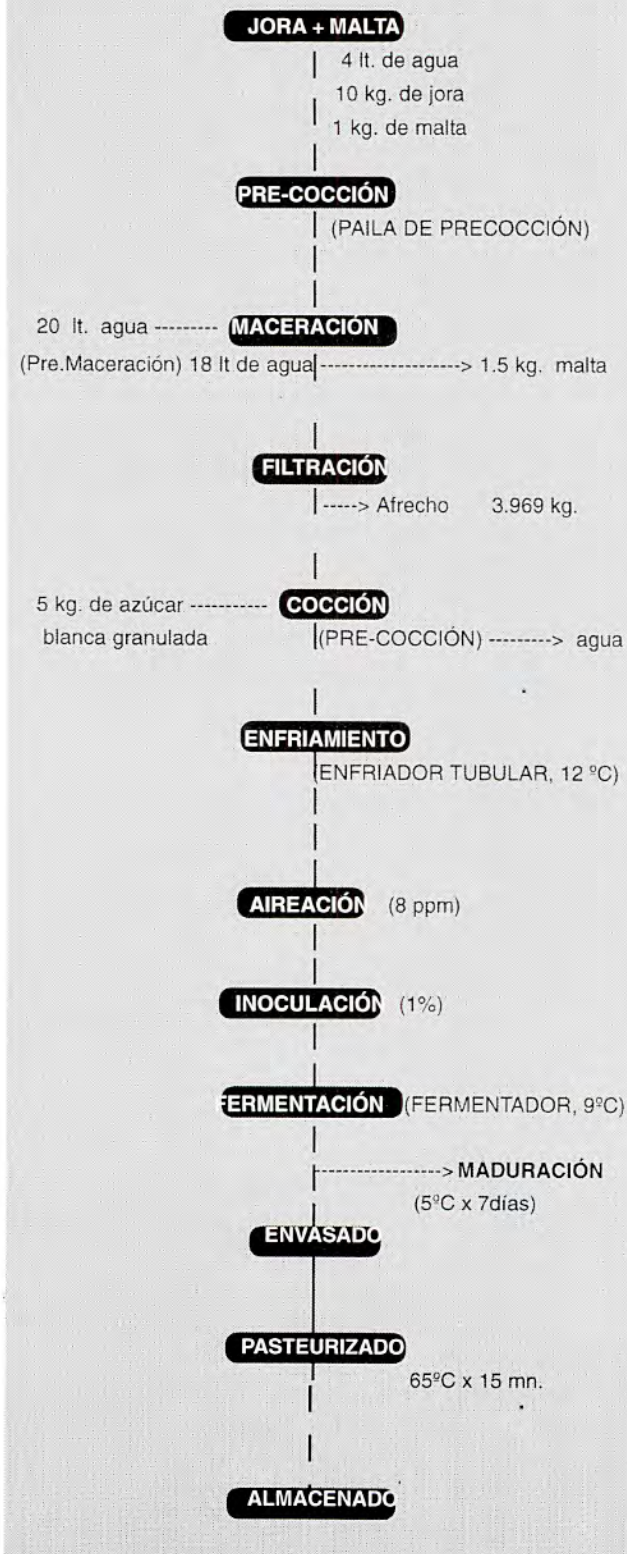 JORA + MALTA
4 lt. de agua
10 kg. de jora
1 kg. de malta
PRE-COCCIÓN
(PAILA DE PRECOCCIÓN)
20 lt. agua --------- MACERACIÓN
(Pre.Maceración) 18 lt de agua --------------------> 1.5 kg. malta
FILTRACIÓN
-----> Afrecho 3.969 kg.
5 kg. de azúcar ----------- COCCIÓN
blanca granulada (PRE-COCCIÓN) ---------> agua
ENFRIAMIENTO
(ENFRIADOR TUBULAR, 12 ºC)
AIREACIÓN (8 ppm)
INOCULACIÓN (1%)
FERMENTACIÓN (FERMENTADOR, 9ºC)
------------------> MADURACIÓN
(5ºC x 7días)
ENVASADO
PASTEURIZADO
65ºC x 15 mn.
ALMACENADO